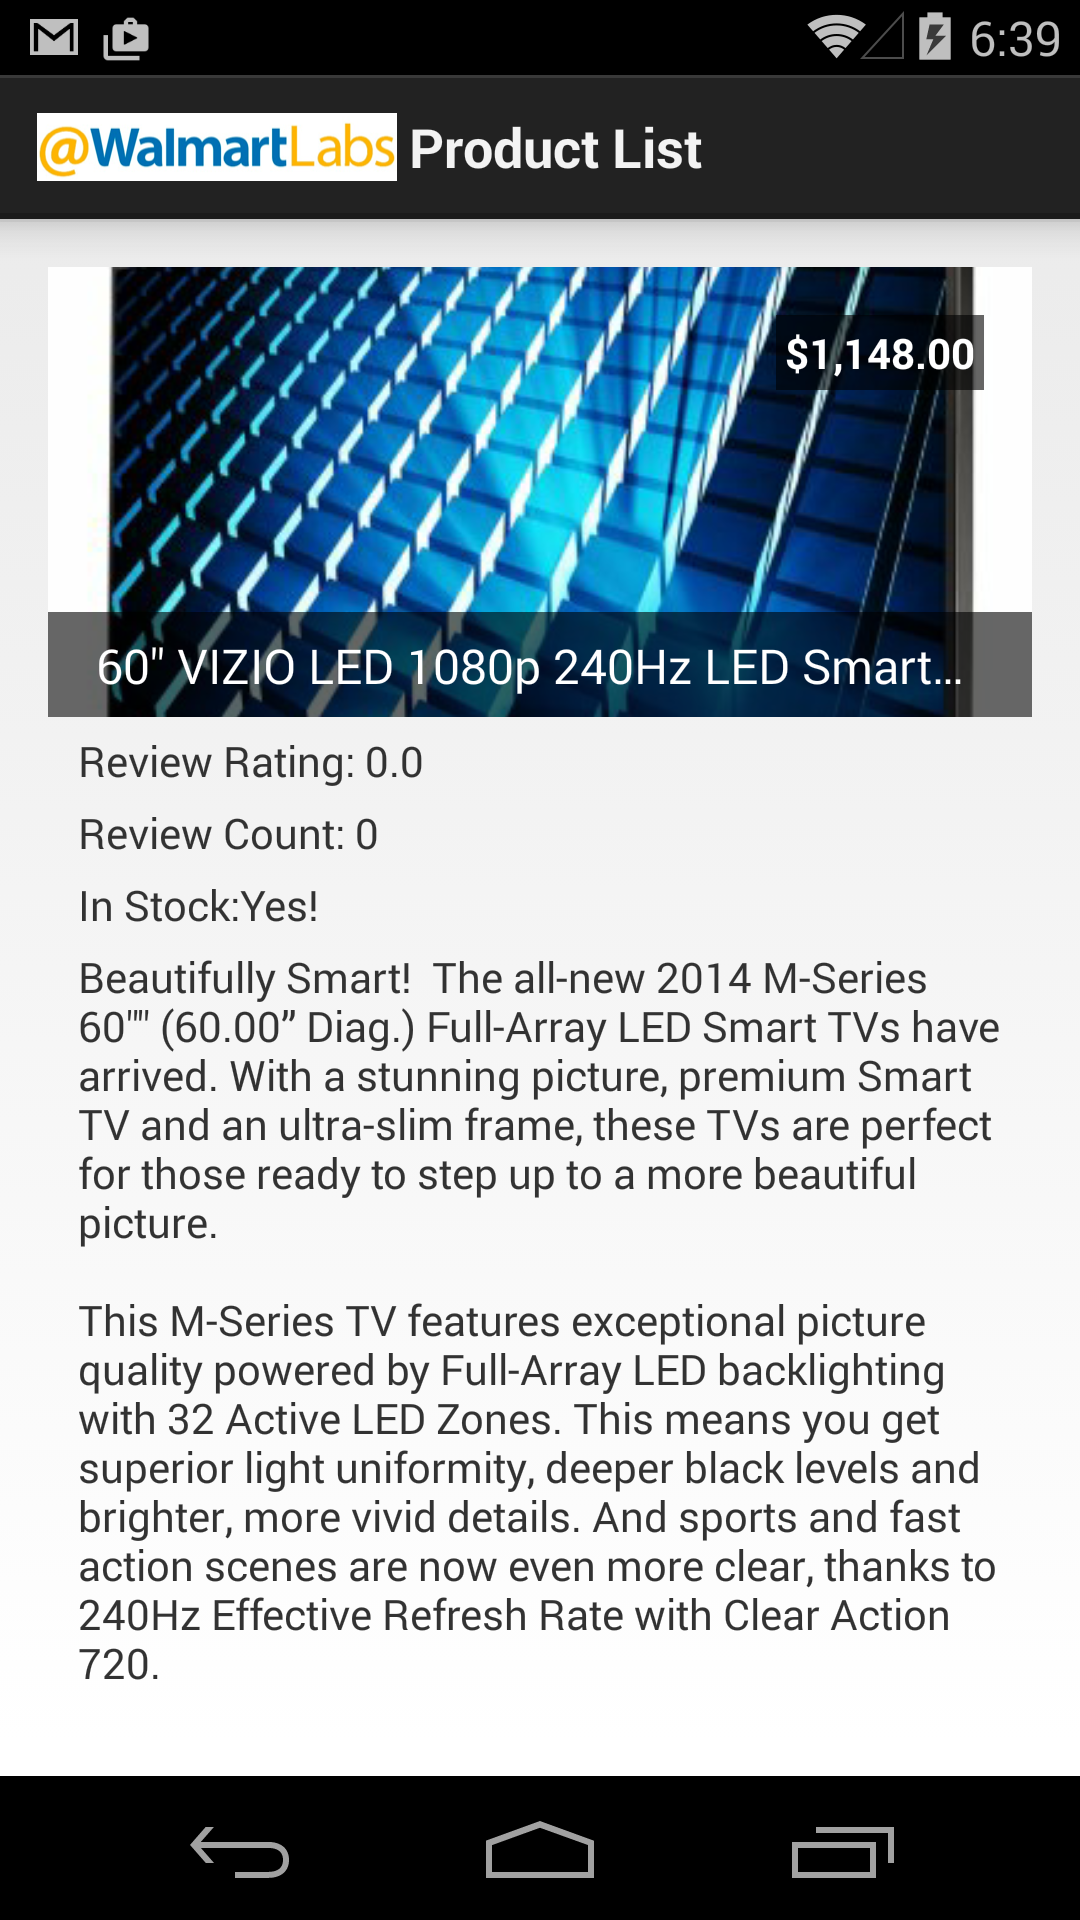 6:39
@WalmartLabs Product List
$1,148.00
60" VIZIO LED 1080p 240Hz LED Smart...
Review Rating: 0.0
Review Count: 0
In Stock:Yes!
Beautifully Smart!  The all-new 2014 M-Series
60"" (60.00” Diag.) Full-Array LED Smart TVs have
arrived. With a stunning picture, premium Smart
TV and an ultra-slim frame, these TVs are perfect
for those ready to step up to a more beautiful
picture.
This M-Series TV features exceptional picture
quality powered by Full-Array LED backlighting
with 32 Active LED Zones. This means you get
superior light uniformity, deeper black levels and
brighter, more vivid details. And sports and fast
action scenes are now even more clear, thanks to
240Hz Effective Refresh Rate with Clear Action
720.